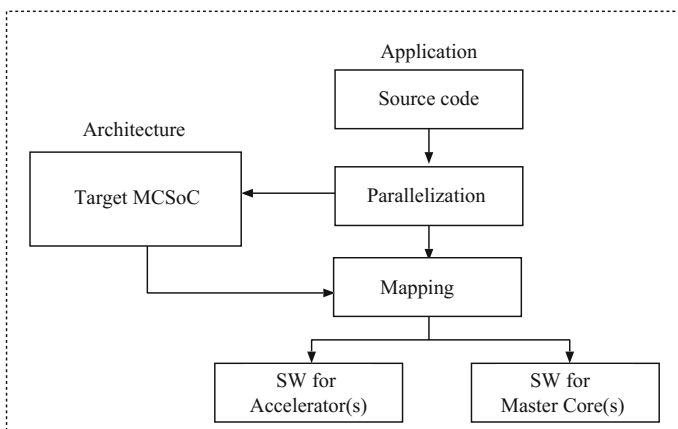 Application
Source code
Architecture
Target MCSoC
Parallelization
Mapping
SW for
Accelerator(s)
SW for
Master Core(s)